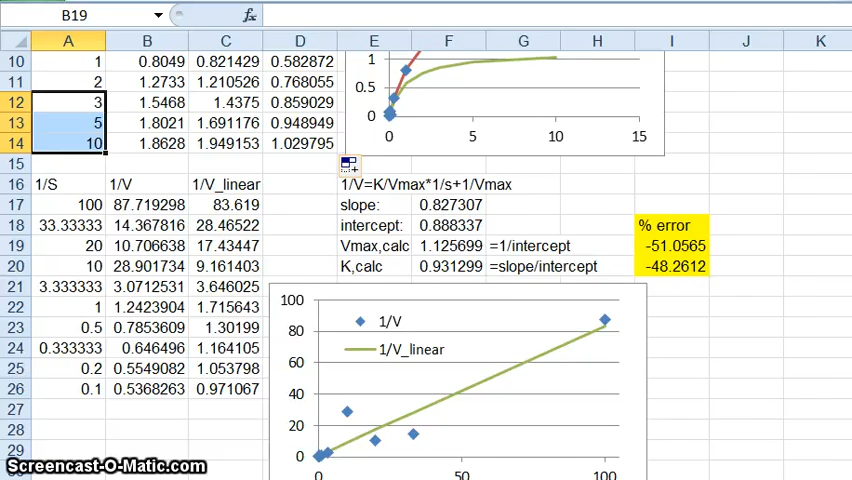 B19 fx
A B C D E F G H I J K
10 1 0.8049 0.821429 0.582872 1
11 2 1.2733 1.210526 0.768055 0.5
12 3 1.5468 1.4375 0.859029
13 5 1.8021 1.691176 0.948949 0
14 10 1.8628 1.949153 1.029795 0 5 10 15
15
16 1/S 1/V 1/V_linear 1/V=K/Vmax*1/s+1/Vmax
17 100 87.719298 83.619 slope: 0.827307
18 33.33333 14.367816 28.46522 intercept: 0.888337 % error
19 20 10.706638 17.43447 Vmax,calc 1.125699 =1/intercept -51.0565
20 10 28.901734 9.161403 K,calc 0.931299 =slope/intercept -48.2612
21 3.333333 3.0712531 3.646025
22 1 1.2423904 1.715643 100 1/V
23 0.5 0.7853609 1.30199 80
24 0.333333 0.646496 1.164105 60 1/V_linear
25 0.2 0.5549082 1.053798 40
26 0.1 0.5368263 0.971067
27 20
28
29 0
Screencast-O-Matic.com 0 50 100